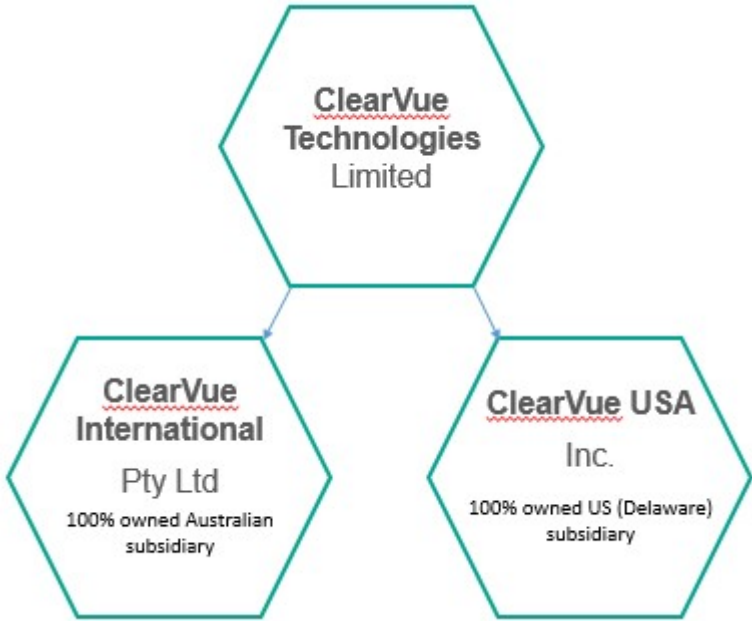 ClearVue
Technologies
Limited
ClearVue
International
Pty Ltd
100% owned Australian
subsidiary
ClearVue USA
Inc.
100% owned US (Delaware)
subsidiary